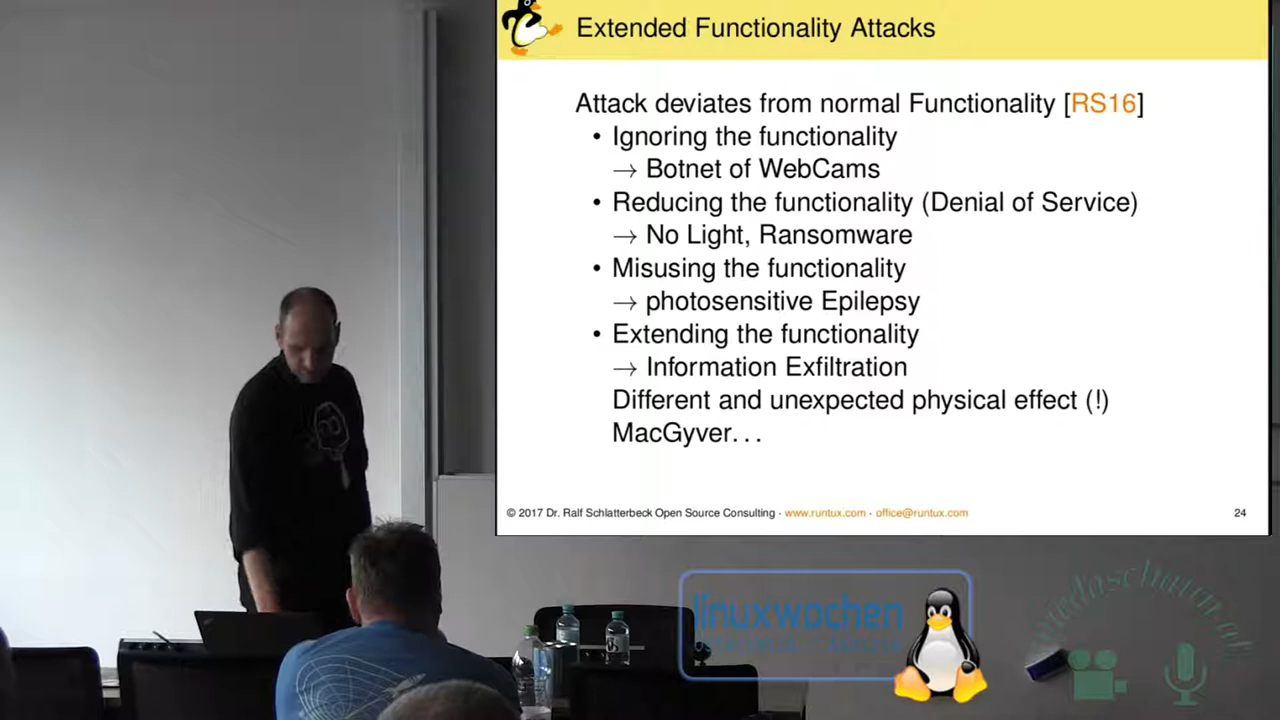 Extended Functionality Attacks
Attack deviates from normal Functionality [RS16]
• Ignoring the functionality
→ Botnet of WebCams
• Reducing the functionality (Denial of Service)
→ No Light, Ransomware
• Misusing the functionality
→ photosensitive Epilepsy
• Extending the functionality
→ Information Exfiltration
Different and unexpected physical effect (!)
MacGyver...
© 2017 Dr. Ralf Schlatterbeck Open Source Consulting · www.runtux.com · office@runtux.com
24
linuxwochen